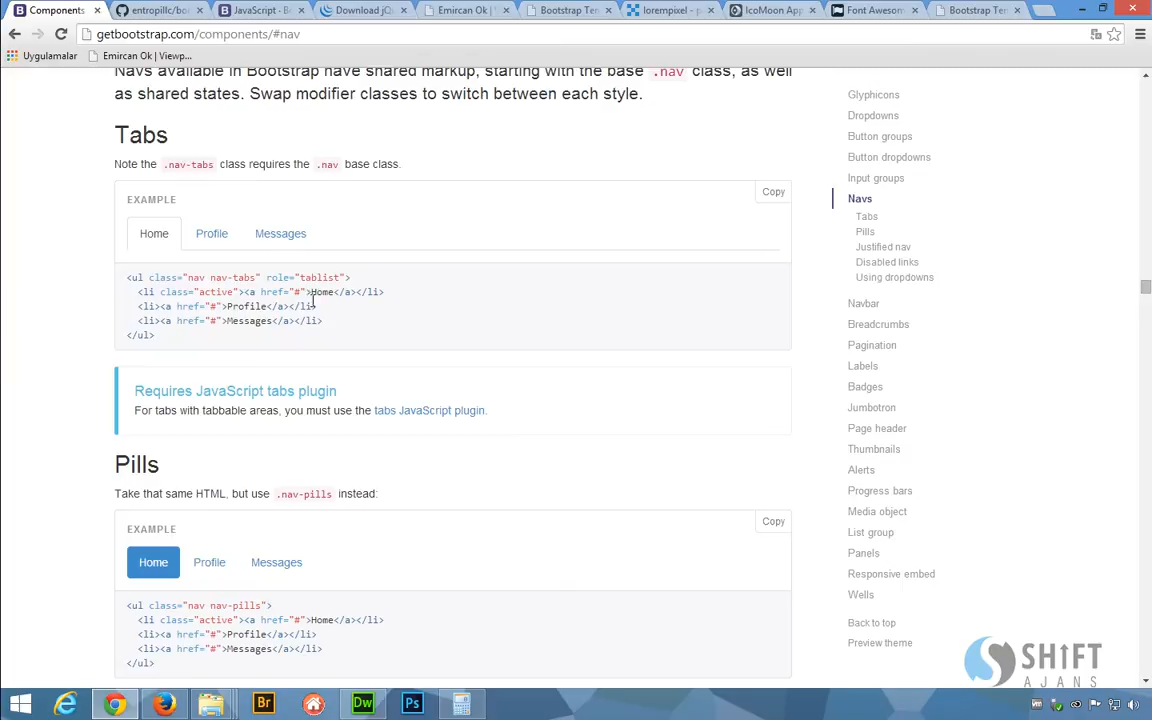 Components
entropillc/bo
JavaScript · B
Download jQ
Emircan Ok | V
Bootstrap Te
lorempixel - p
IcoMoon App
Font Awesom
Bootstrap Te
getbootstrap.com/components/#nav
Uygulamalar
Emircan Ok | Viewp...
Navs available in Bootstrap have shared markup, starting with the base .nav class, as well
as shared states. Swap modifier classes to switch between each style.
Tabs
Note the .nav-tabs class requires the .nav base class.
Copy
EXAMPLE
Home Profile Messages
<ul class="nav nav-tabs" role="tablist">
<li class="active"><a href="#">Home</a></li>
<li><a href="#">Profile</a></li>
<li><a href="#">Messages</a></li>
</ul>
Requires JavaScript tabs plugin
For tabs with tabbable areas, you must use the tabs JavaScript plugin.
Pills
Take that same HTML, but use .nav-pills instead:
Copy
EXAMPLE
Home Profile Messages
<ul class="nav nav-pills">
<li class="active"><a href="#">Home</a></li>
<li><a href="#">Profile</a></li>
<li><a href="#">Messages</a></li>
</ul>
Glyphicons
Dropdowns
Button groups
Button dropdowns
Input groups
Navs
Tabs
Pills
Justified nav
Disabled links
Using dropdowns
Navbar
Breadcrumbs
Pagination
Labels
Badges
Jumbotron
Page header
Thumbnails
Alerts
Progress bars
Media object
List group
Panels
Responsive embed
Wells
Back to top
Preview theme
SHIFT
AJANS
Br
Dw
Ps